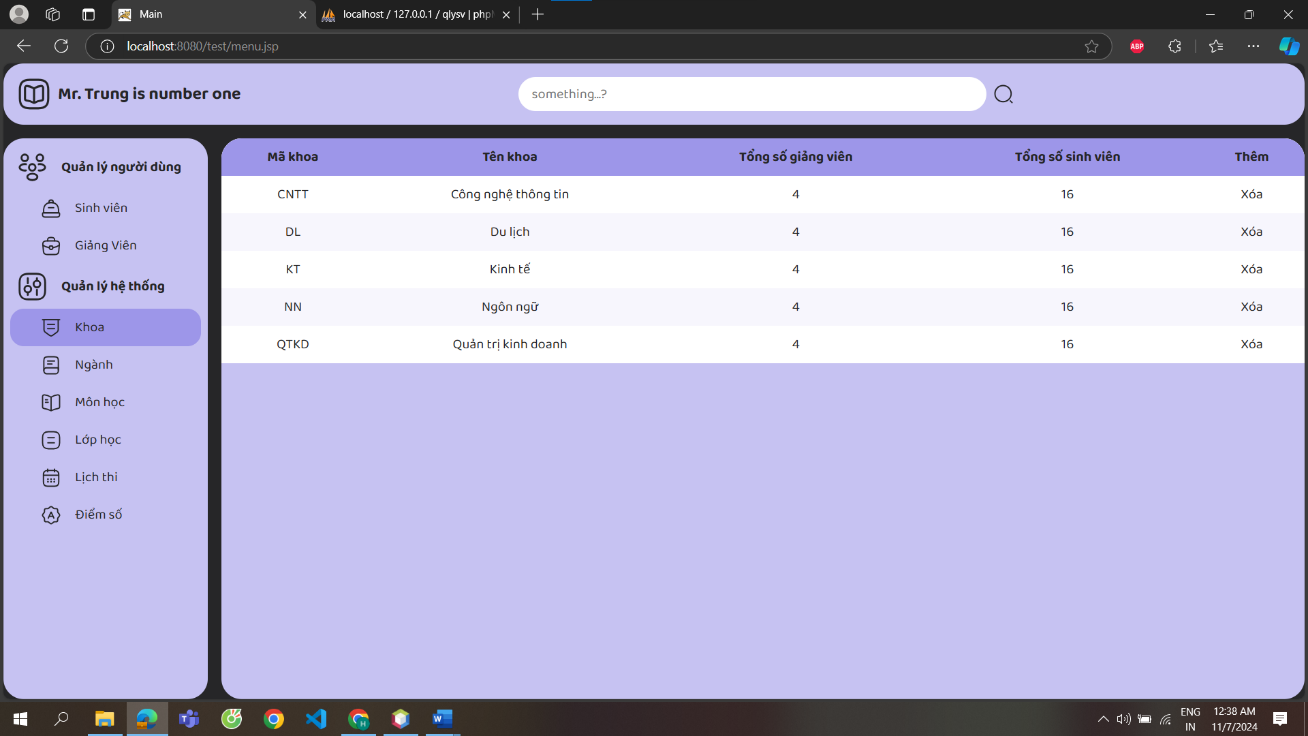 Main
localhost / 127.0.0.1 / qlysv | php
localhost:8080/test/menu.jsp
ABP
Mr. Trung is number one
something...?
Quản lý người dùng
Sinh viên
Giảng Viên
Quản lý hệ thống
Khoa
Ngành
Môn học
Lớp học
Lịch thi
Điểm số
Mã khoa Tên khoa Tổng số giảng viên Tổng số sinh viên Thêm
CNTT Công nghệ thông tin 4 16 Xóa
DL Du lịch 4 16 Xóa
KT Kinh tế 4 16 Xóa
NN Ngôn ngữ 4 16 Xóa
QTKD Quản trị kinh doanh 4 16 Xóa
ENG
IN
12:38 AM
11/7/2024